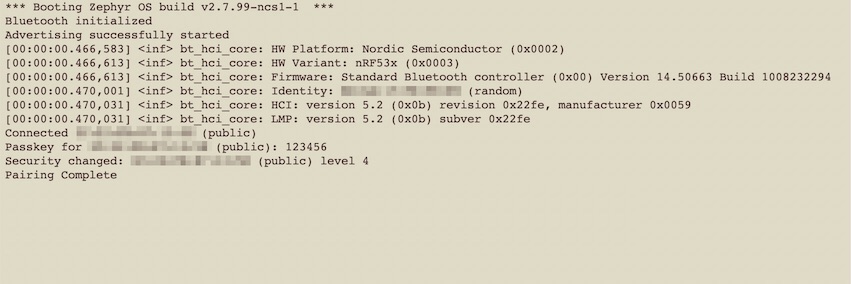 *** Booting Zephyr OS build v2.7.99-ncs1-1  ***
Bluetooth initialized
Advertising successfully started
[00:00:00.466,583] <inf> bt_hci_core: HW Platform: Nordic Semiconductor (0x0002)
[00:00:00.466,613] <inf> bt_hci_core: HW Variant: nRF53x (0x0003)
[00:00:00.466,613] <inf> bt_hci_core: Firmware: Standard Bluetooth controller (0x00) Version 14.50663 Build 1008232294
[00:00:00.470,001] <inf> bt_hci_core: Identity: (random)
[00:00:00.470,031] <inf> bt_hci_core: HCI: version 5.2 (0x0b) revision 0x22fe, manufacturer 0x0059
[00:00:00.470,031] <inf> bt_hci_core: LMP: version 5.2 (0x0b) subver 0x22fe
Connected (public)
Passkey for (public): 123456
Security changed: (public) level 4
Pairing Complete